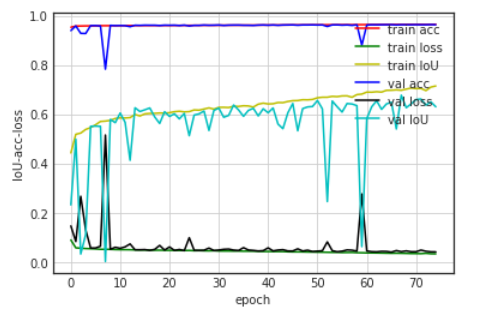 1.0
0.8
0.6
0.4
0.2
0.0
IoU-acc-loss
0
10
20
30
40
50
60
70
epoch
train acc
train loss
train IoU
val acc
val loss
val IoU